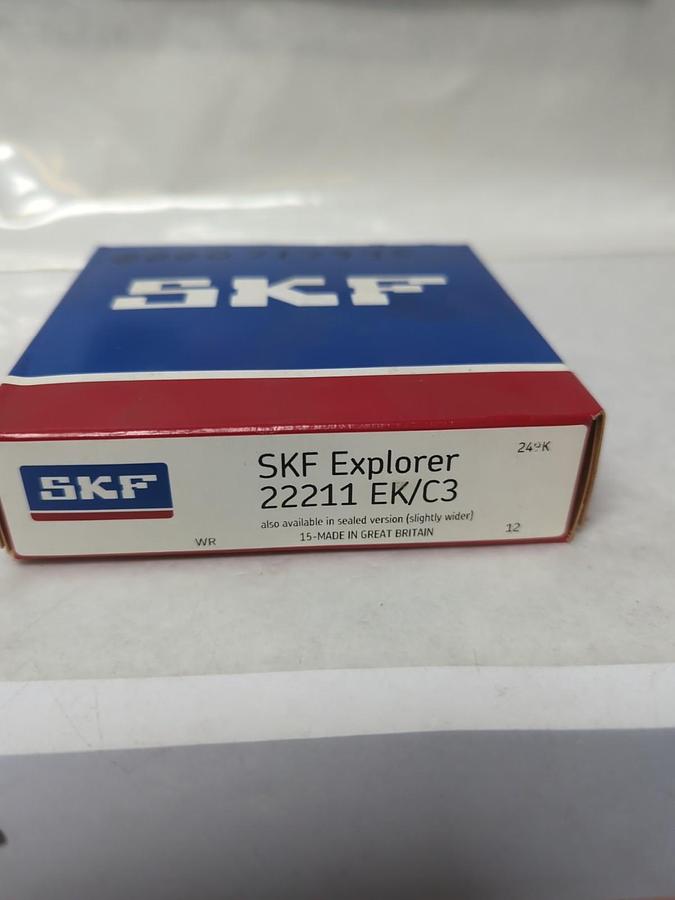 SKF
SKF
SKF Explorer
22211 EK/C3
also available in sealed version (slightly wider)
15-MADE IN GREAT BRITAIN
WR
12